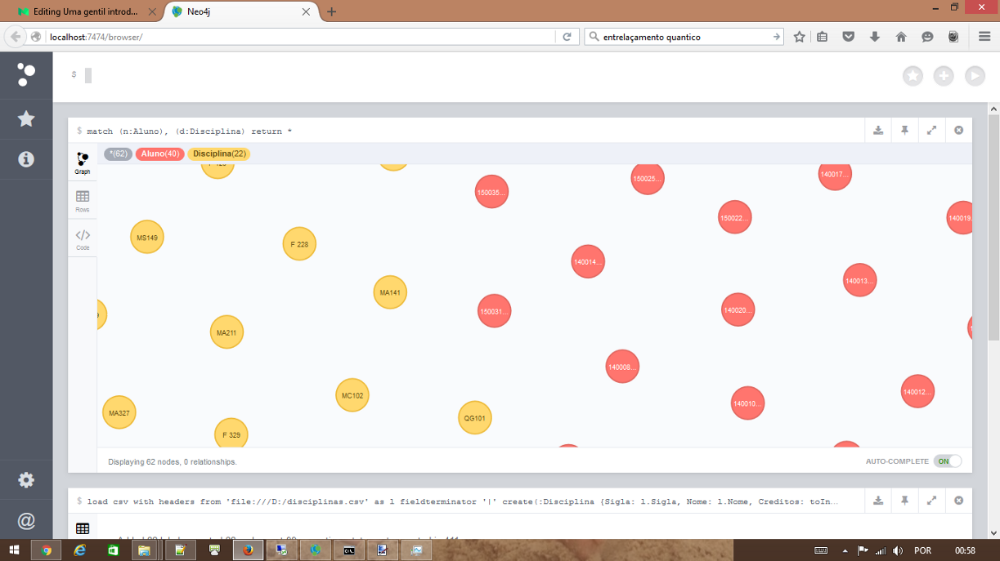 Editing Uma gentil introd...
Neo4j
localhost:7474/browser/
entrelaçamento quantico
$
$ match (n:Aluno), (d:Disciplina) return *
*(62) Aluno(40) Disciplina(22)
Graph
Rows
Code
150035...
150025...
140017...
150022...
140019...
MS149
F 228
140014...
140013...
MA141
150031...
140020...
MA211
140008...
MC102
140012...
140010...
MA327
QG101
F 329
Displaying 62 nodes, 0 relationships.
AUTO-COMPLETE ON
$ load csv with headers from 'file:///D:/disciplinas.csv' as l fieldterminator '|' create(:Disciplina {Sigla: l.Sigla, Nome: l.Nome, Creditos: toIn...
POR
00:58